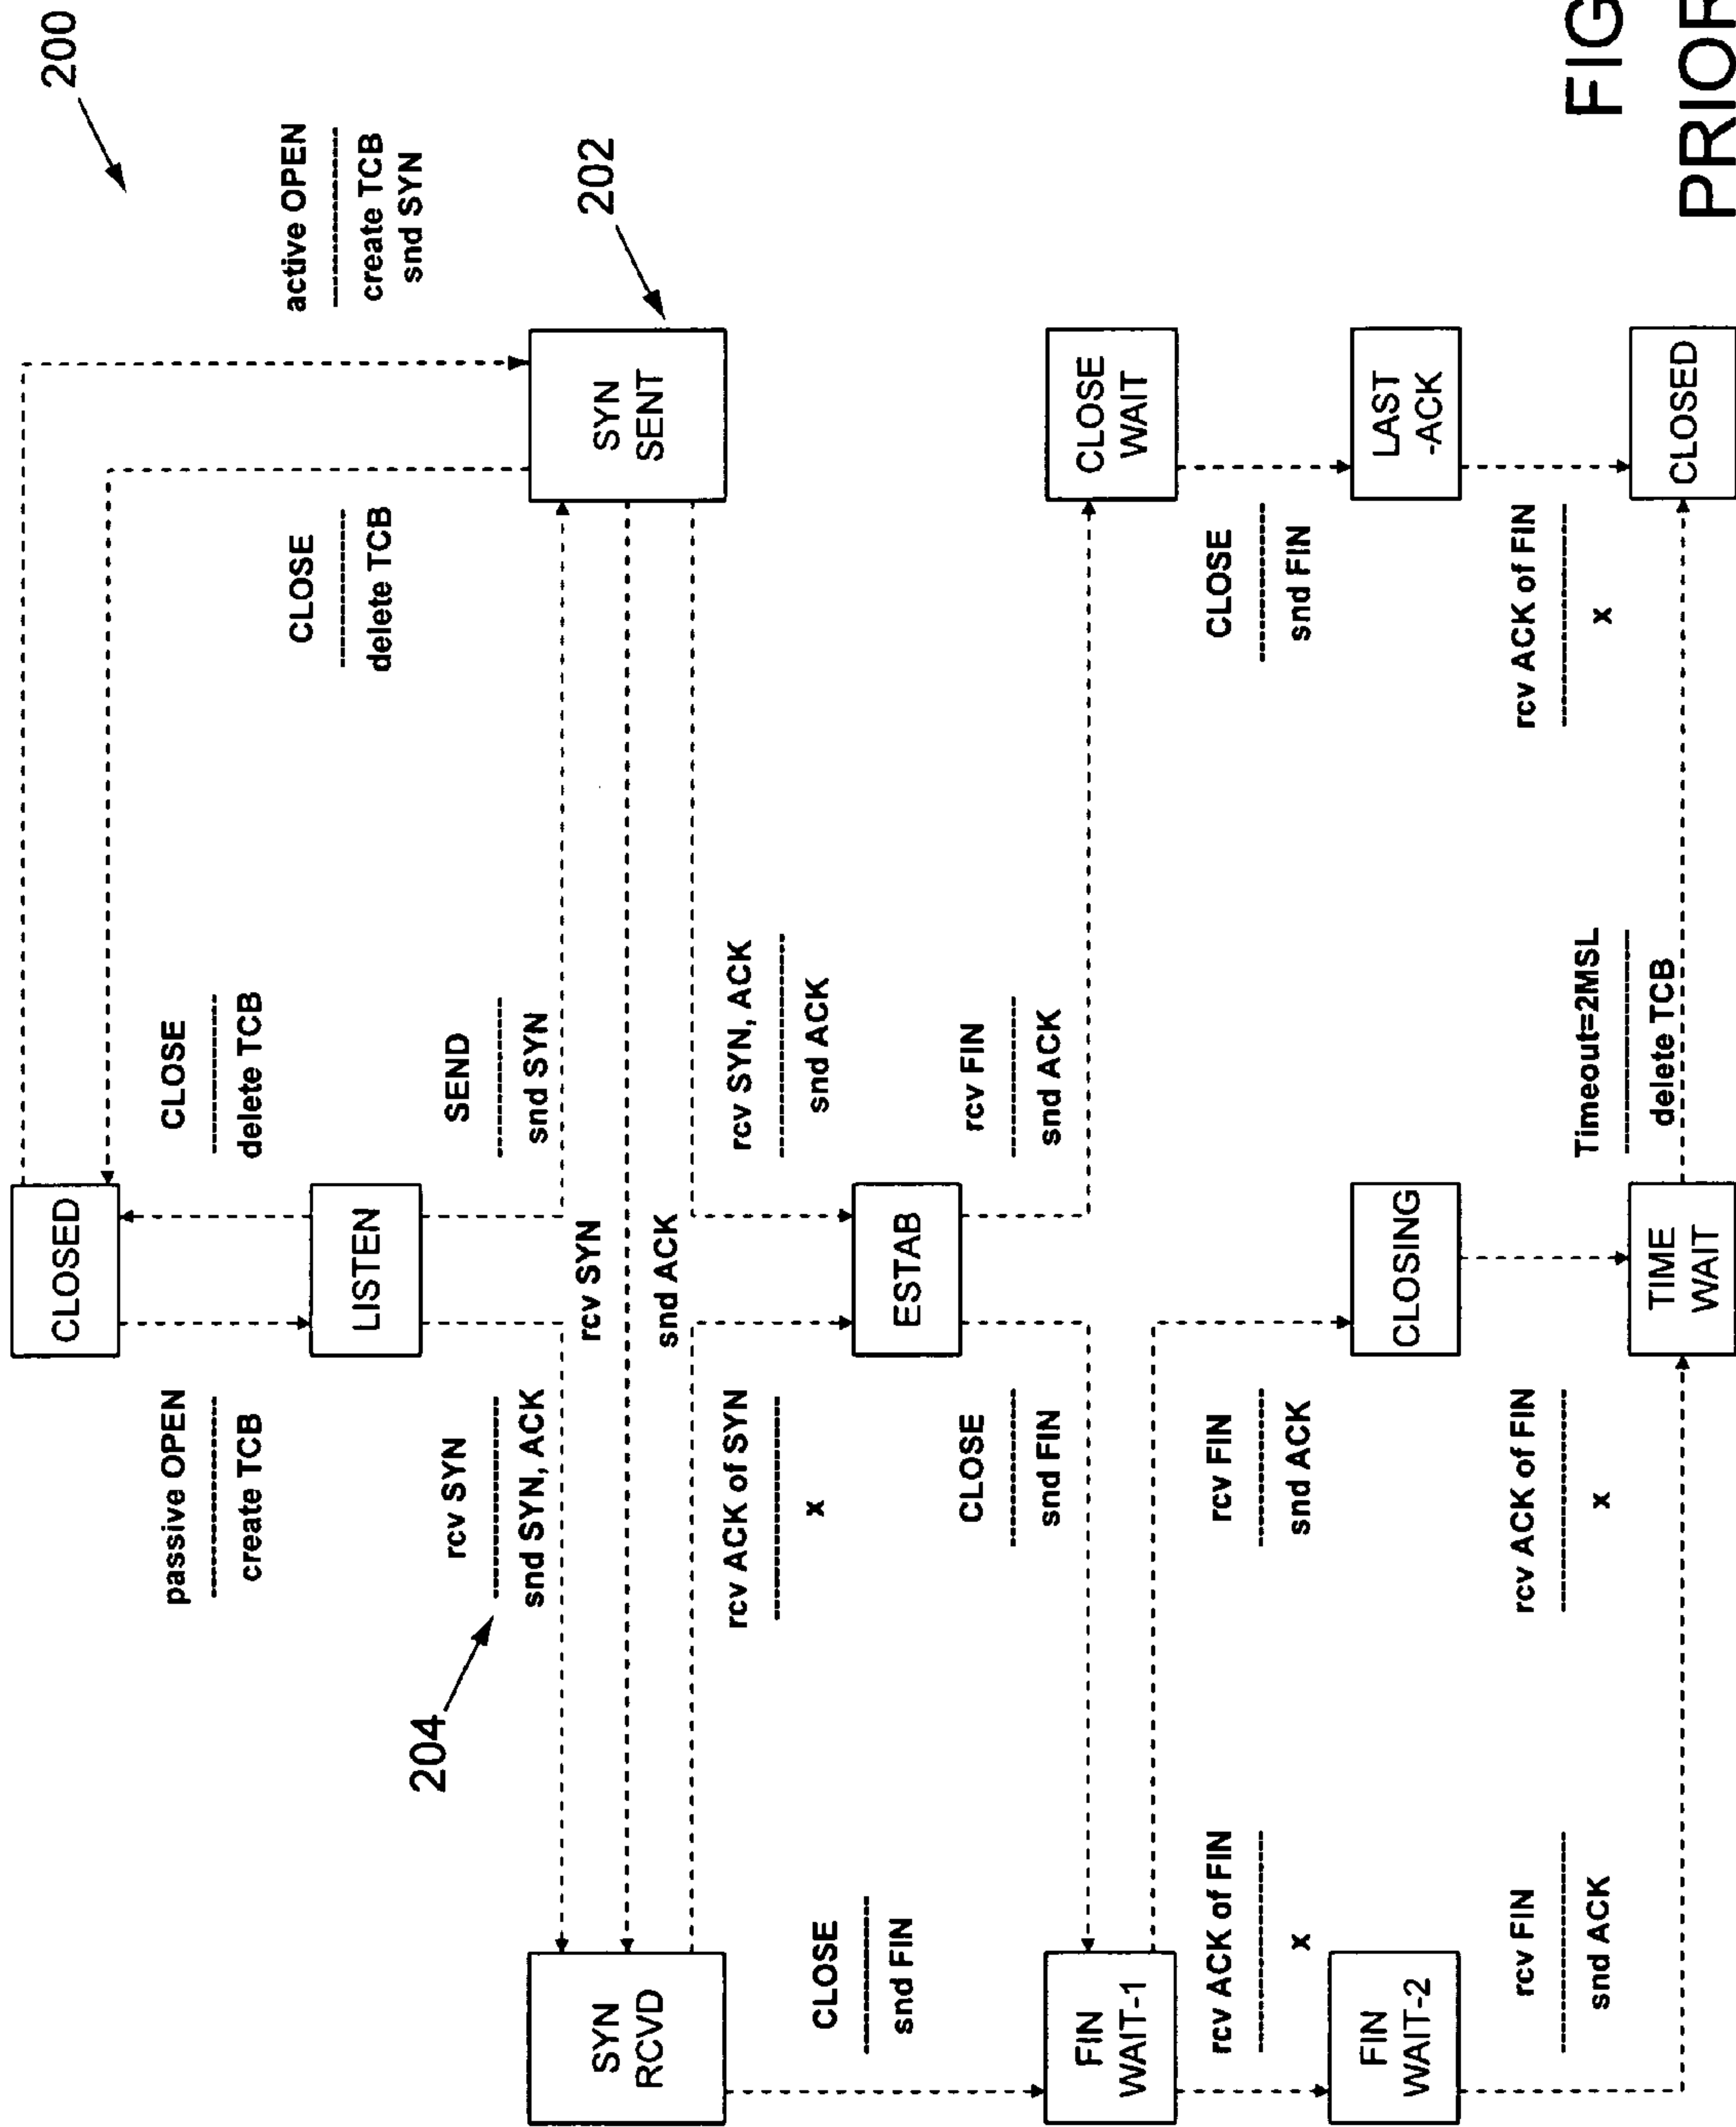 200
active OPEN
create TCB
snd SYN
CLOSED
CLOSE
delete TCB
passive OPEN
create TCB
CLOSE
delete TCB
LISTEN
202
SYN
SENT
204
rcv SYN
snd SYN, ACK
SEND
snd SYN
rcv SYN
snd ACK
SYN
RCVD
rcv ACK of SYN
x
rcv SYN, ACK
snd ACK
CLOSE
snd FIN
ESTAB
CLOSE
snd FIN
rcv FIN
snd ACK
FIN
WAIT-1
CLOSE
WAIT
rcv ACK of FIN
x
rcv FIN
snd ACK
CLOSE
snd FIN
FIN
WAIT-2
CLOSING
LAST
-ACK
rcv FIN
snd ACK
rcv ACK of FIN
x
Timeout=2MSL
delete TCB
rcv ACK of FIN
x
TIME
WAIT
CLOSED
FIG
PRIOR